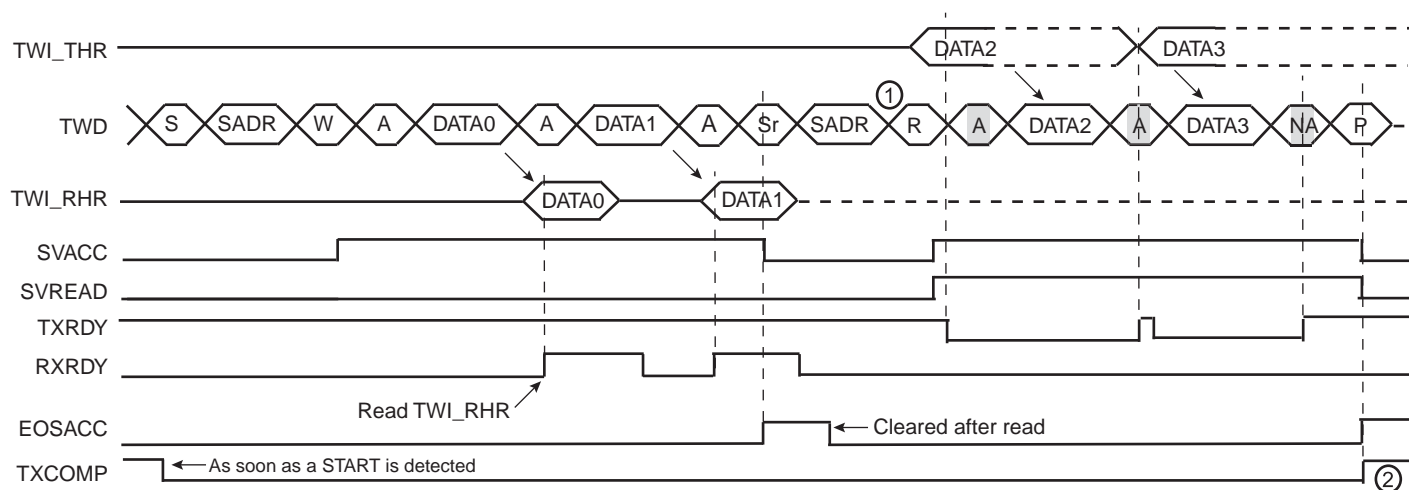 TWI_THR DATA2 DATA3
①
TWD S SADR W A DATA0 A DATA1 A Sr SADR R A DATA2 A DATA3 NA P
TWI_RHR DATA0 DATA1
SVACC
SVREAD
TXRDY
RXRDY
Read TWI_RHR
EOSACC Cleared after read
TXCOMP As soon as a START is detected ②